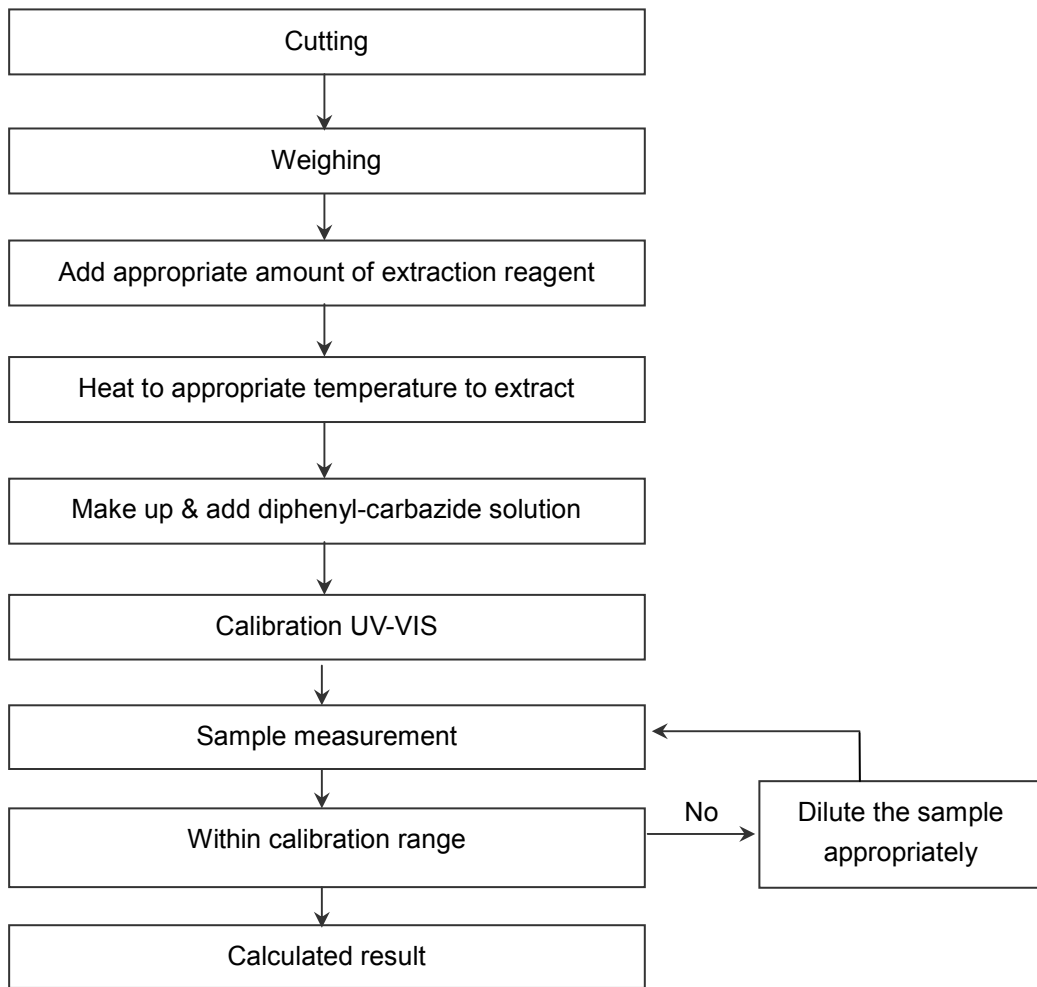 Cutting
Weighing
Add appropriate amount of extraction reagent
Heat to appropriate temperature to extract
Make up & add diphenyl-carbazide solution
Calibration UV-VIS
Sample measurement
Within calibration range
No
Dilute the sample
appropriately
Calculated result